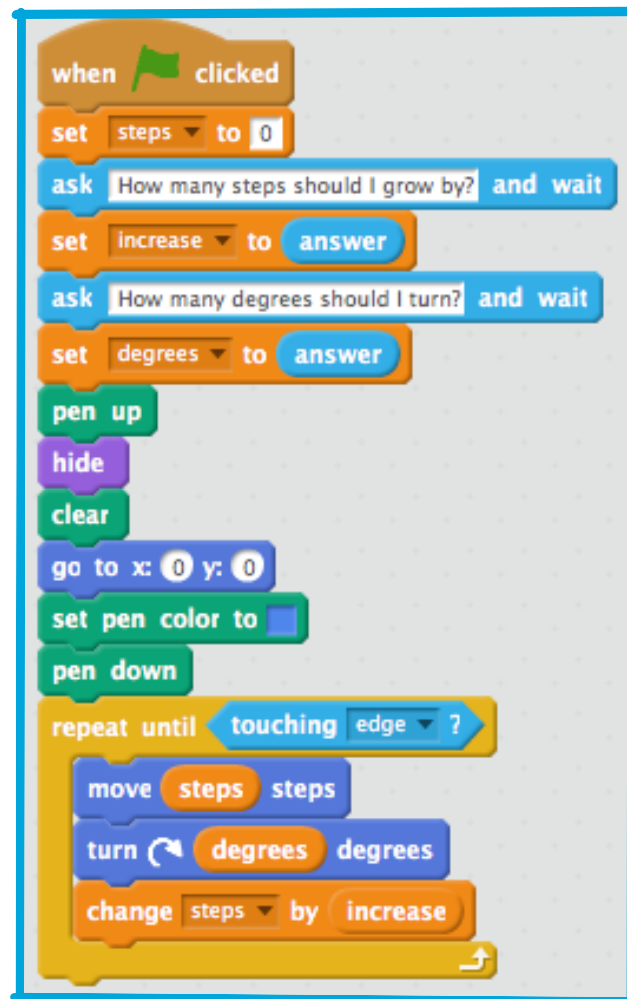 when clicked
set steps to 0
ask How many steps should I grow by? and wait
set increase to answer
ask How many degrees should I turn? and wait
set degrees to answer
pen up
hide
clear
go to x: 0 y: 0
set pen color to
pen down
repeat until touching edge ?
move steps steps
turn degrees degrees
change steps by increase